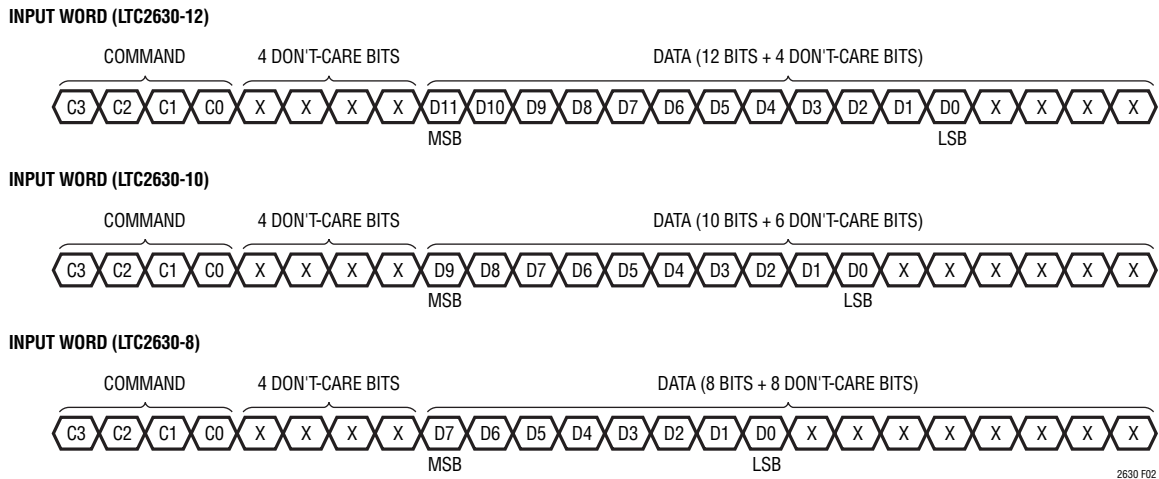 INPUT WORD (LTC2630-12)
COMMAND 4 DON'T-CARE BITS DATA (12 BITS + 4 DON'T-CARE BITS)
C3 C2 C1 C0 X X X X D11 D10 D9 D8 D7 D6 D5 D4 D3 D2 D1 D0 X X X X
MSB LSB
INPUT WORD (LTC2630-10)
COMMAND 4 DON'T-CARE BITS DATA (10 BITS + 6 DON'T-CARE BITS)
C3 C2 C1 C0 X X X X D9 D8 D7 D6 D5 D4 D3 D2 D1 D0 X X X X X X
MSB LSB
INPUT WORD (LTC2630-8)
COMMAND 4 DON'T-CARE BITS DATA (8 BITS + 8 DON'T-CARE BITS)
C3 C2 C1 C0 X X X X D7 D6 D5 D4 D3 D2 D1 D0 X X X X X X X X
MSB LSB
2630 F02